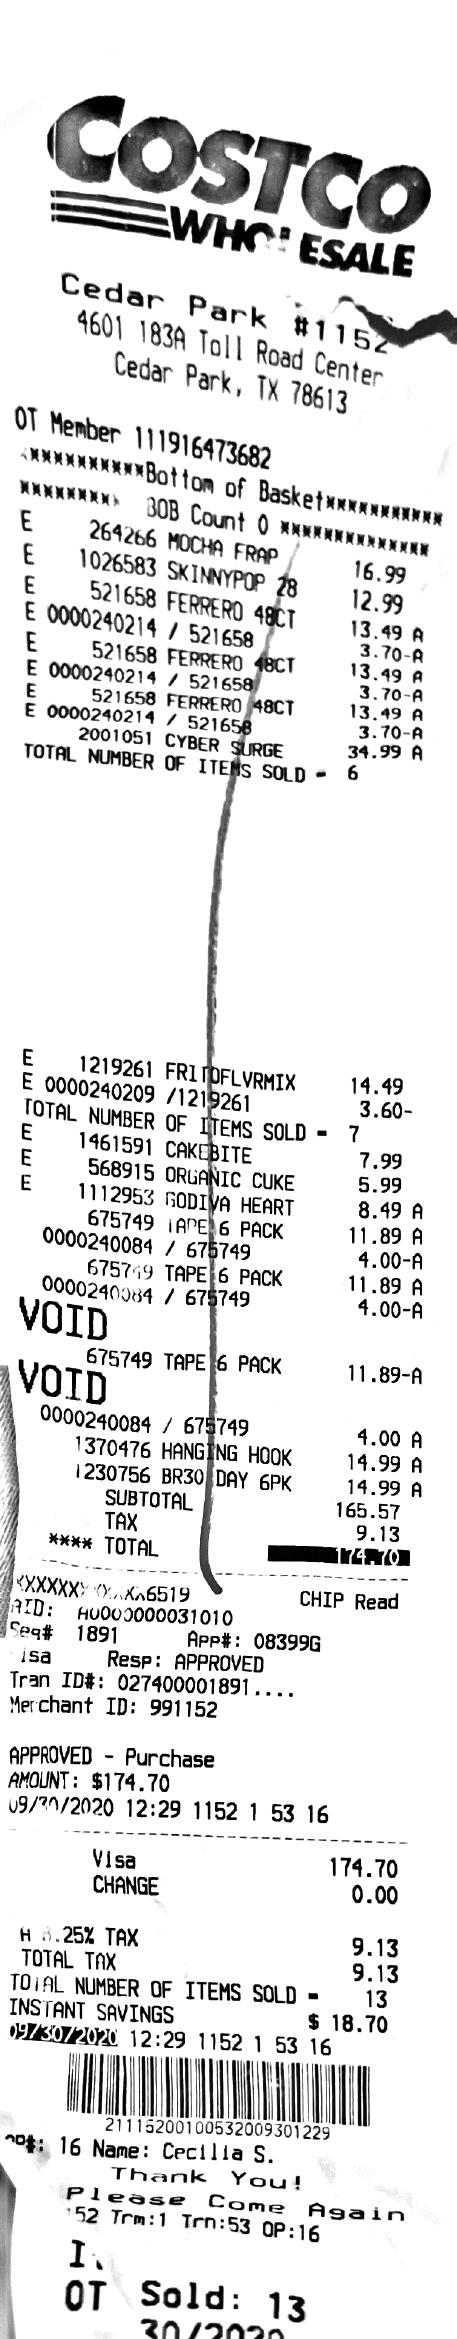 COSTCO
WHOLESALE
Cedar Park #1152
4601 183A Toll Road Center
Cedar Park, TX 78613
OT Member 111916473682
xxxxxxxxxxxBottom of Basketxxxxxxxxxxx
xxxxxxxx BOB Count 0 xxxxxxxxxxxxxx
E 264266 MOCHA FRAP 16.99
E 1026583 SKINNYPOP 28 12.99
E 521658 FERRERO 48CT 13.49 A
E 0000240214 / 521658 3.70-A
E 521658 FERRERO 48CT 13.49 A
E 0000240214 / 521658 3.70-A
E 521658 FERRERO 48CT 13.49 A
E 0000240214 / 521658 3.70-A
2001051 CYBER SURGE 34.99 A
TOTAL NUMBER OF ITEMS SOLD = 6
E 1219261 FRITOFLVRMIX 14.49
E 0000240209 /1219261 3.60-
TOTAL NUMBER OF ITEMS SOLD = 7
E 1461591 CAKEBITE 7.99
E 568915 ORGANIC CUKE 5.99
E 1112953 GODIVA HEART 8.49 A
675749 TAPE 6 PACK 11.89 A
0000240084 / 675749 4.00-A
675749 TAPE 6 PACK 11.89 A
0000240084 / 675749 4.00-A
VOID
675749 TAPE 6 PACK 11.89-A
VOID
0000240084 / 675749 4.00 A
1370476 HANGING HOOK 14.99 A
1230756 BR30 DAY 6PK 14.99 A
SUBTOTAL 165.57
TAX 9.13
**** TOTAL 174.70
XXXXXXXXXXXX6519 CHIP Read
AID: A0000000031010
Seq# 1891 App#: 08399G
Visa Resp: APPROVED
Tran ID#: 027400001891....
Merchant ID: 991152
APPROVED - Purchase
AMOUNT: $174.70
09/30/2020 12:29 1152 1 53 16
Visa 174.70
CHANGE 0.00
A 8.25% TAX 9.13
TOTAL TAX 9.13
TOTAL NUMBER OF ITEMS SOLD = 13
INSTANT SAVINGS $ 18.70
09/30/2020 12:29 1152 1 53 16
21115200100532009301229
OP#: 16 Name: Cecilia S.
Thank You!
Please Come Again
52 Trm:1 Trn:53 OP:16
OT Sold: 13
30/2020